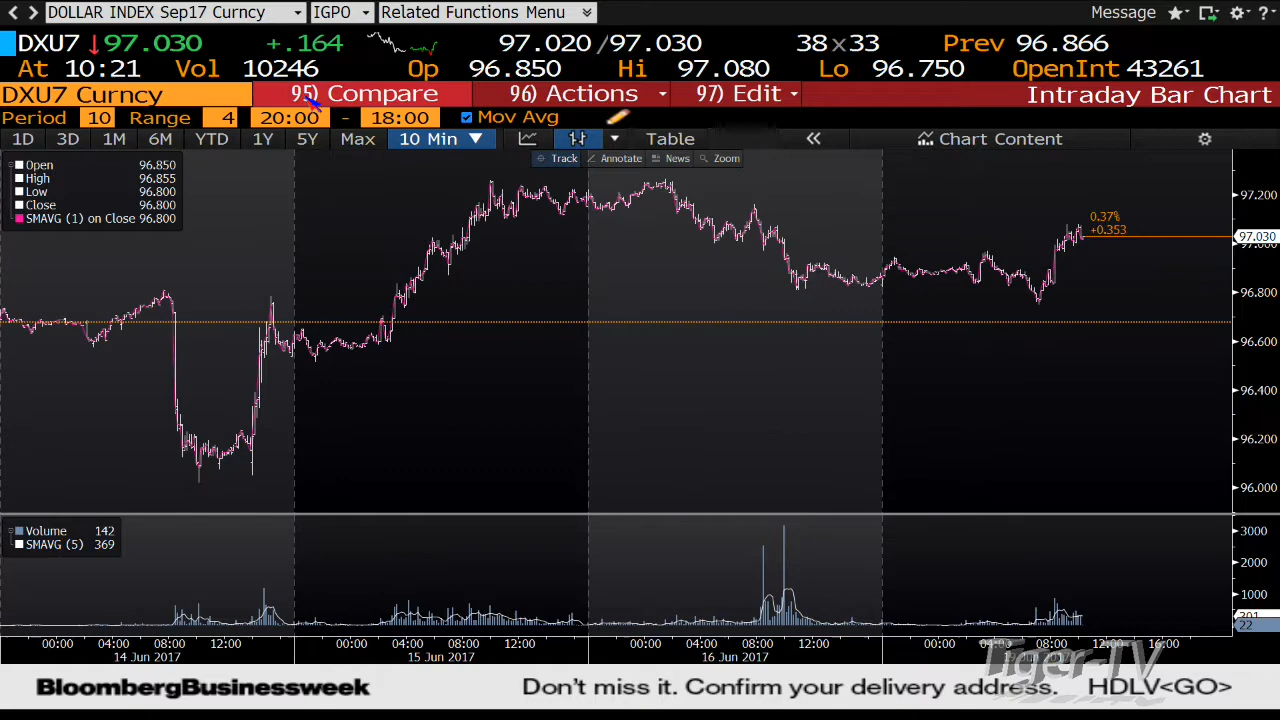 DOLLAR INDEX Sep17 Curncy IGPO Related Functions Menu Message
DXU7 97.030 +.164 97.020/97.030 38×33 Prev 96.866
At 10:21 Vol 10246 Op 96.850 Hi 97.080 Lo 96.750 OpenInt 43261
DXU7 Curncy 95) Compare 96) Actions 97) Edit Intraday Bar Chart
Period 10 Range 4 20:00 - 18:00 Mov Avg
1D 3D 1M 6M YTD 1Y 5Y Max 10 Min Table « Chart Content
Track Annotate News Zoom
Open 96.850
High 96.855
Low 96.800
Close 96.800
SMAVG (1) on Close 96.800
0.37%
+0.353
97.200
97.030
97.000
96.800
96.600
96.400
96.200
96.000
Volume 142
SMAVG (5) 369
3000
2000
1000
201
22
00:00 04:00 08:00 12:00 00:00 04:00 08:00 12:00 00:00 04:00 08:00 12:00 00:00 04:00 08:00 12:00 16:00
14 Jun 2017 15 Jun 2017 16 Jun 2017
Tiger-TV
BloombergBusinessweek Don't miss it. Confirm your delivery address. HDLV<GO>